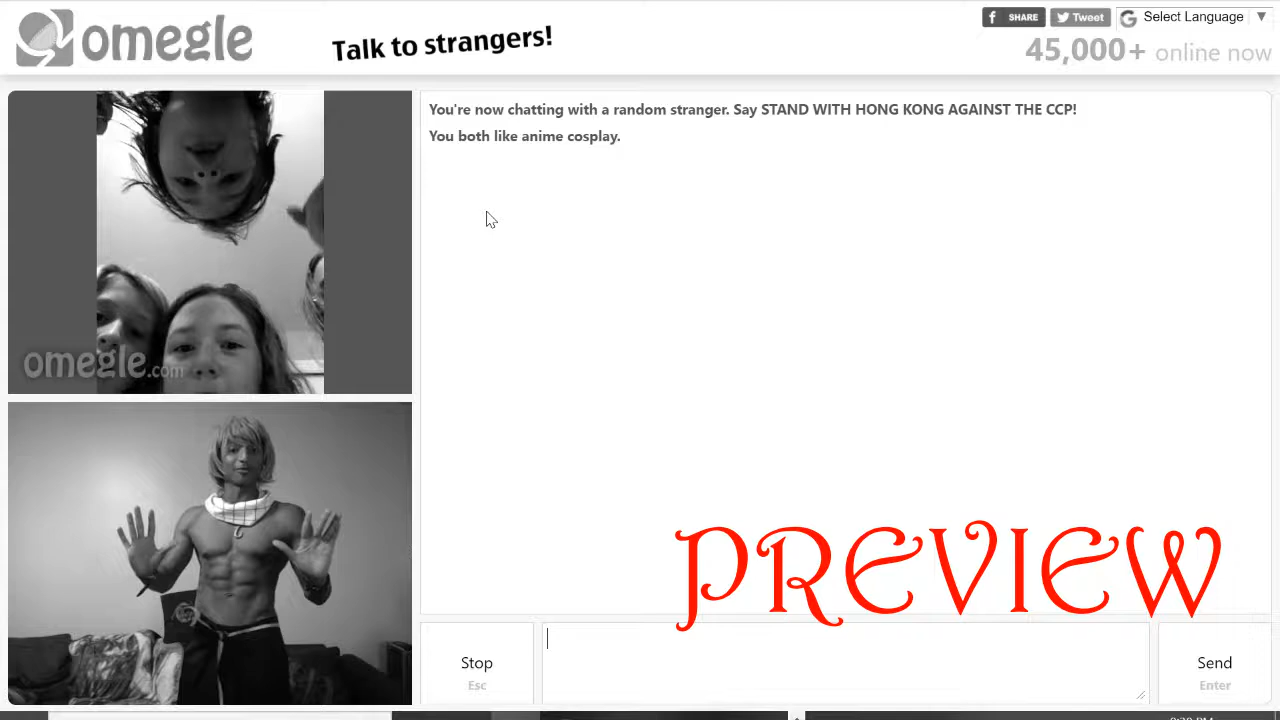 omegle
Talk to strangers!
SHARE
Tweet
Select Language
45,000+ online now
You're now chatting with a random stranger. Say STAND WITH HONG KONG AGAINST THE CCP!
You both like anime cosplay.
omegle.com
PREVIEW
Stop
Esc
Send
Enter